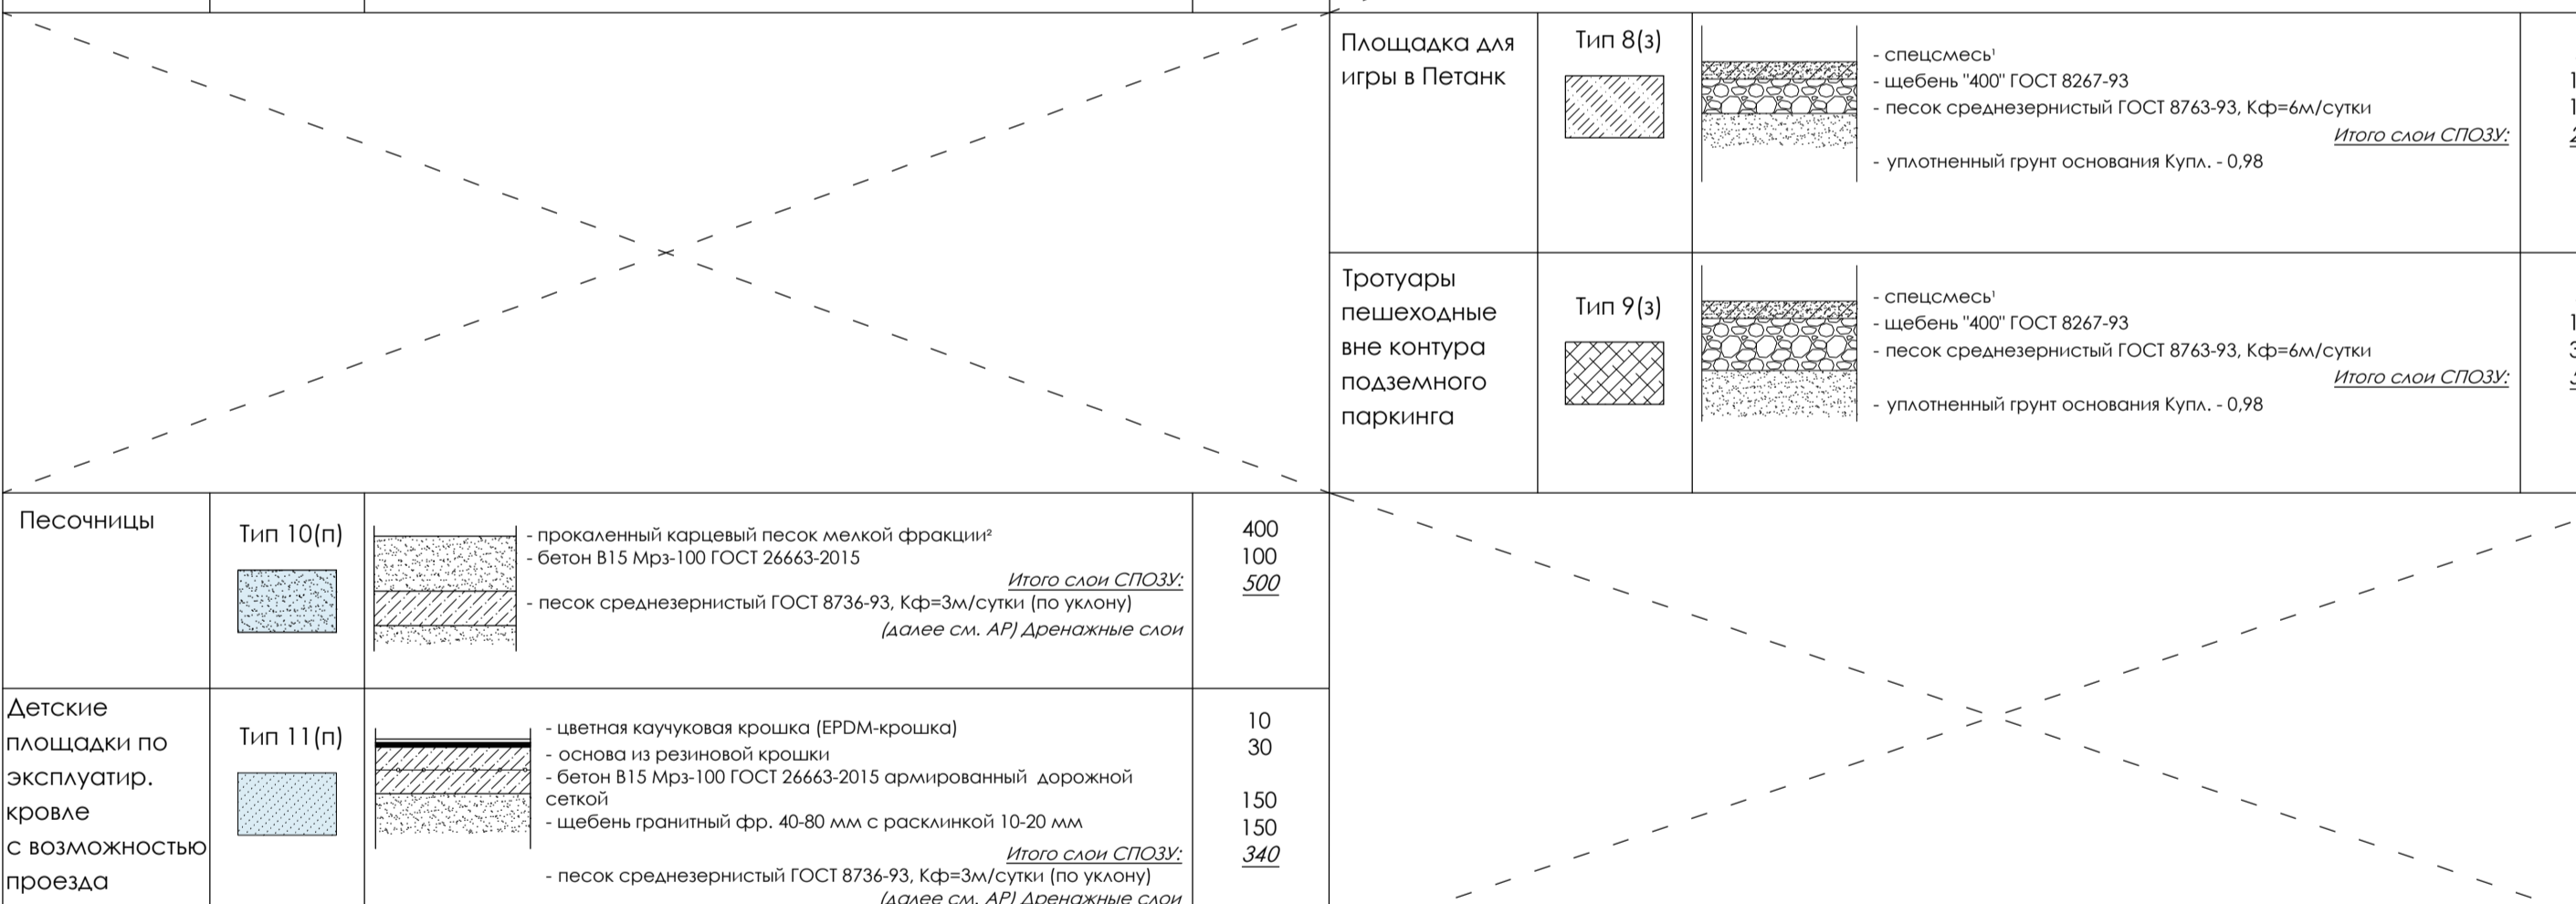 Площадка для
игры в Петанк
Тип 8(з)
- спецсмесь¹
- щебень "400" ГОСТ 8267-93
- песок среднезернистый ГОСТ 8763-93, Кф=6м/сутки
Итого слои СПОЗУ:
- уплотненный грунт основания Купл. - 0,98
Тротуары
пешеходные
вне контура
подземного
паркинга
Тип 9(з)
- спецсмесь¹
- щебень "400" ГОСТ 8267-93
- песок среднезернистый ГОСТ 8763-93, Кф=6м/сутки
Итого слои СПОЗУ:
- уплотненный грунт основания Купл. - 0,98
Песочницы
Тип 10(п)
- прокаленный карцевый песок мелкой фракции² 400
- бетон В15 Мрз-100 ГОСТ 26663-2015 100
Итого слои СПОЗУ: 500
- песок среднезернистый ГОСТ 8736-93, Кф=3м/сутки (по уклону)
(далее см. АР) Дренажные слои
Детские
площадки по
эксплуатир.
кровле
с возможностью
проезда
Тип 11(п)
- цветная каучуковая крошка (EPDM-крошка) 10
- основа из резиновой крошки 30
- бетон В15 Мрз-100 ГОСТ 26663-2015 армированный дорожной
сеткой 150
- щебень гранитный фр. 40-80 мм с расклинкой 10-20 мм 150
Итого слои СПОЗУ: 340
- песок среднезернистый ГОСТ 8736-93, Кф=3м/сутки (по уклону)
(далее см. АР) Дренажные слои